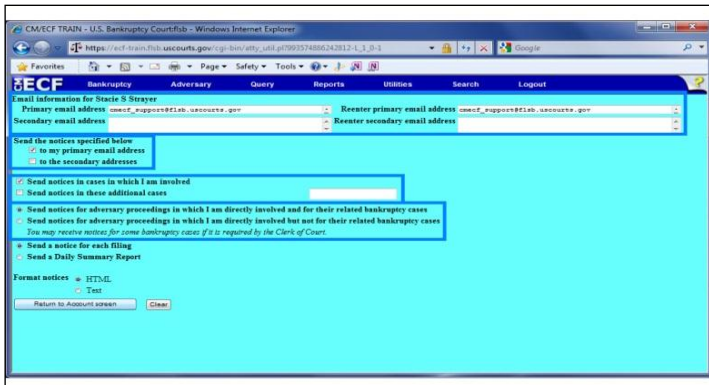 CM/ECF TRAIN - U.S. Bankruptcy Court:flsb - Windows Internet Explorer
https://ecf-train.flsb.uscourts.gov/cgi-bin/atty_util.pl?993574886242812-L_1_0-1
Google
Favorites Page Safety Tools
ECF Bankruptcy Adversary Query Reports Utilities Search Logout ?
Email information for Stacie S Strayer
Primary email address cmecf_support@flsb.uscourts.gov Reenter primary email address cmecf_support@flsb.uscourts.gov
Secondary email address Reenter secondary email address
Send the notices specified below
to my primary email address
to the secondary addresses
Send notices in cases in which I am involved
Send notices in these additional cases
Send notices for adversary proceedings in which I am directly involved and for their related bankruptcy cases
Send notices for adversary proceedings in which I am directly involved but not for their related bankruptcy cases
You may receive notices for some bankruptcy cases if it is required by the Clerk of Court.
Send a notice for each filing
Send a Daily Summary Report
Format notices HTML
Text
Return to Account screen Clear